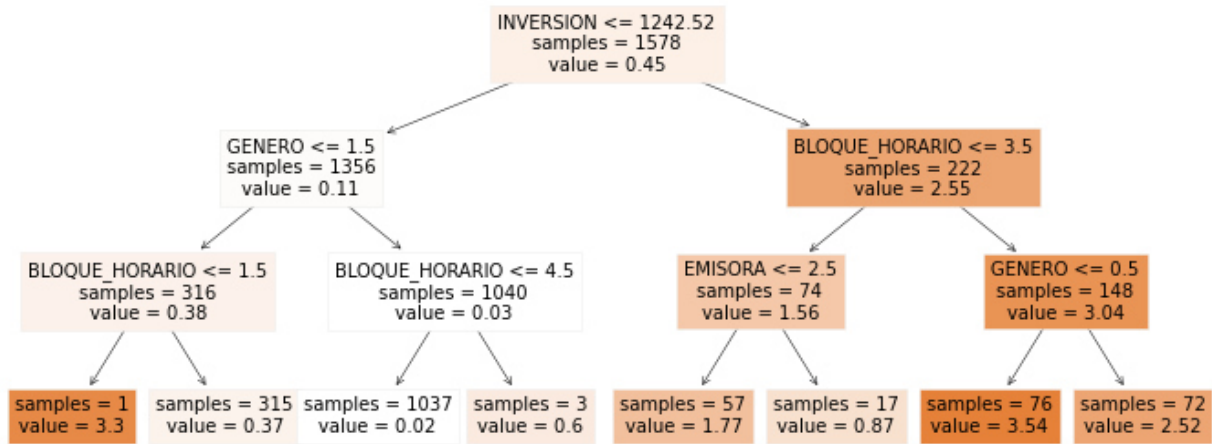 INVERSION <= 1242.52
samples = 1578
value = 0.45
GENERO <= 1.5
samples = 1356
value = 0.11
BLOQUE_HORARIO <= 3.5
samples = 222
value = 2.55
BLOQUE_HORARIO <= 1.5
samples = 316
value = 0.38
BLOQUE_HORARIO <= 4.5
samples = 1040
value = 0.03
EMISORA <= 2.5
samples = 74
value = 1.56
GENERO <= 0.5
samples = 148
value = 3.04
samples = 1
value = 3.3
samples = 315
value = 0.37
samples = 1037
value = 0.02
samples = 3
value = 0.6
samples = 57
value = 1.77
samples = 17
value = 0.87
samples = 76
value = 3.54
samples = 72
value = 2.52